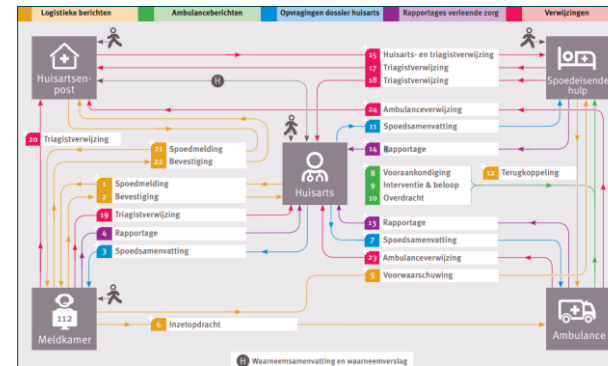 Logistieke berichten
Ambulanceberichten
Opvragingen dossier huisarts
Rapportages verleende zorg
Verwijzingen
Huisartsen-
post
15 Huisarts- en triagistverwijzing
17 Triagistverwijzing
18 Triagistverwijzing
Spoedeisende
hulp
H
24 Ambulanceverwijzing
11 Spoedsamenvatting
20 Triagistverwijzing
21 Spoedmelding
22 Bevestiging
14 Rapportage
Huisarts
8 Vooraankondiging
9 Interventie & beloop
10 Overdracht
12 Terugkoppeling
1 Spoedmelding
2 Bevestiging
19 Triagistverwijzing
4 Rapportage
3 Spoedsamenvatting
13 Rapportage
7 Spoedsamenvatting
23 Ambulanceverwijzing
5 Voorwaarschuwing
112
Meldkamer
6 Inzetopdracht
Ambulance
H Waarneemsamenvatting en waarneemverslag